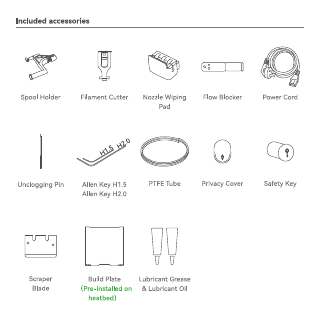 Included accessories
Spool Holder
Filament Cutter
Nozzle Wiping
Pad
Flow Blocker
Power Cord
H1.5 H2.0
Unclogging Pin
Allen Key H1.5
Allen Key H2.0
PTFE Tube
Privacy Cover
Safety Key
Scraper
Blade
Build Plate
(Pre-installed on
heatbed)
Lubricant Grease
& Lubricant Oil